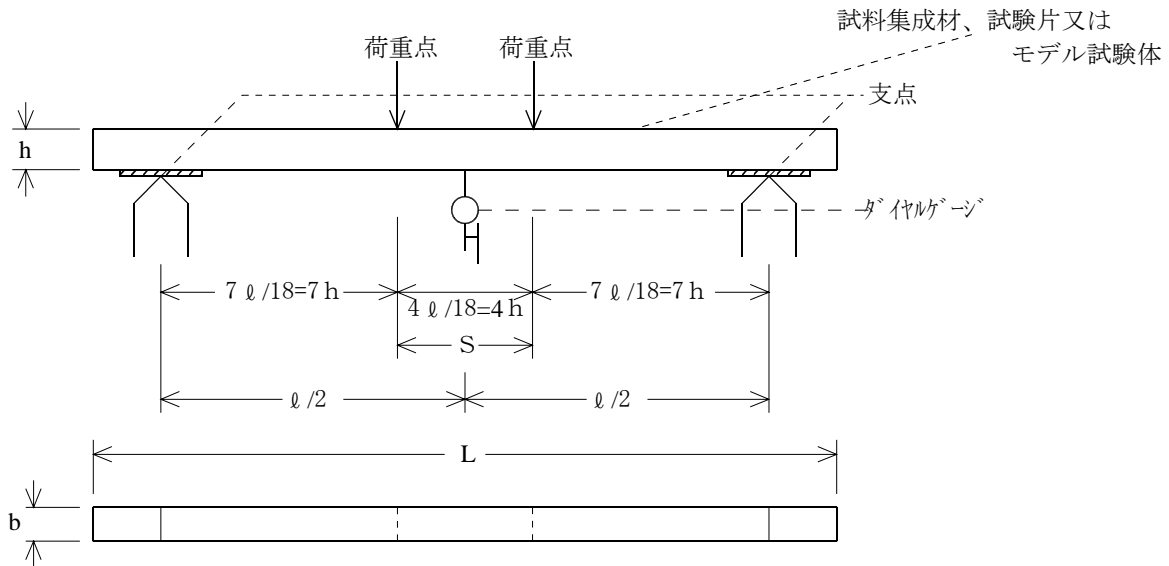 試料集成材、試験片又は
モデル試験体
荷重点 荷重点
支点
h
ダイヤルゲージ
7ℓ/18=7h 4ℓ/18=4h 7ℓ/18=7h
S
ℓ/2 ℓ/2
L
b